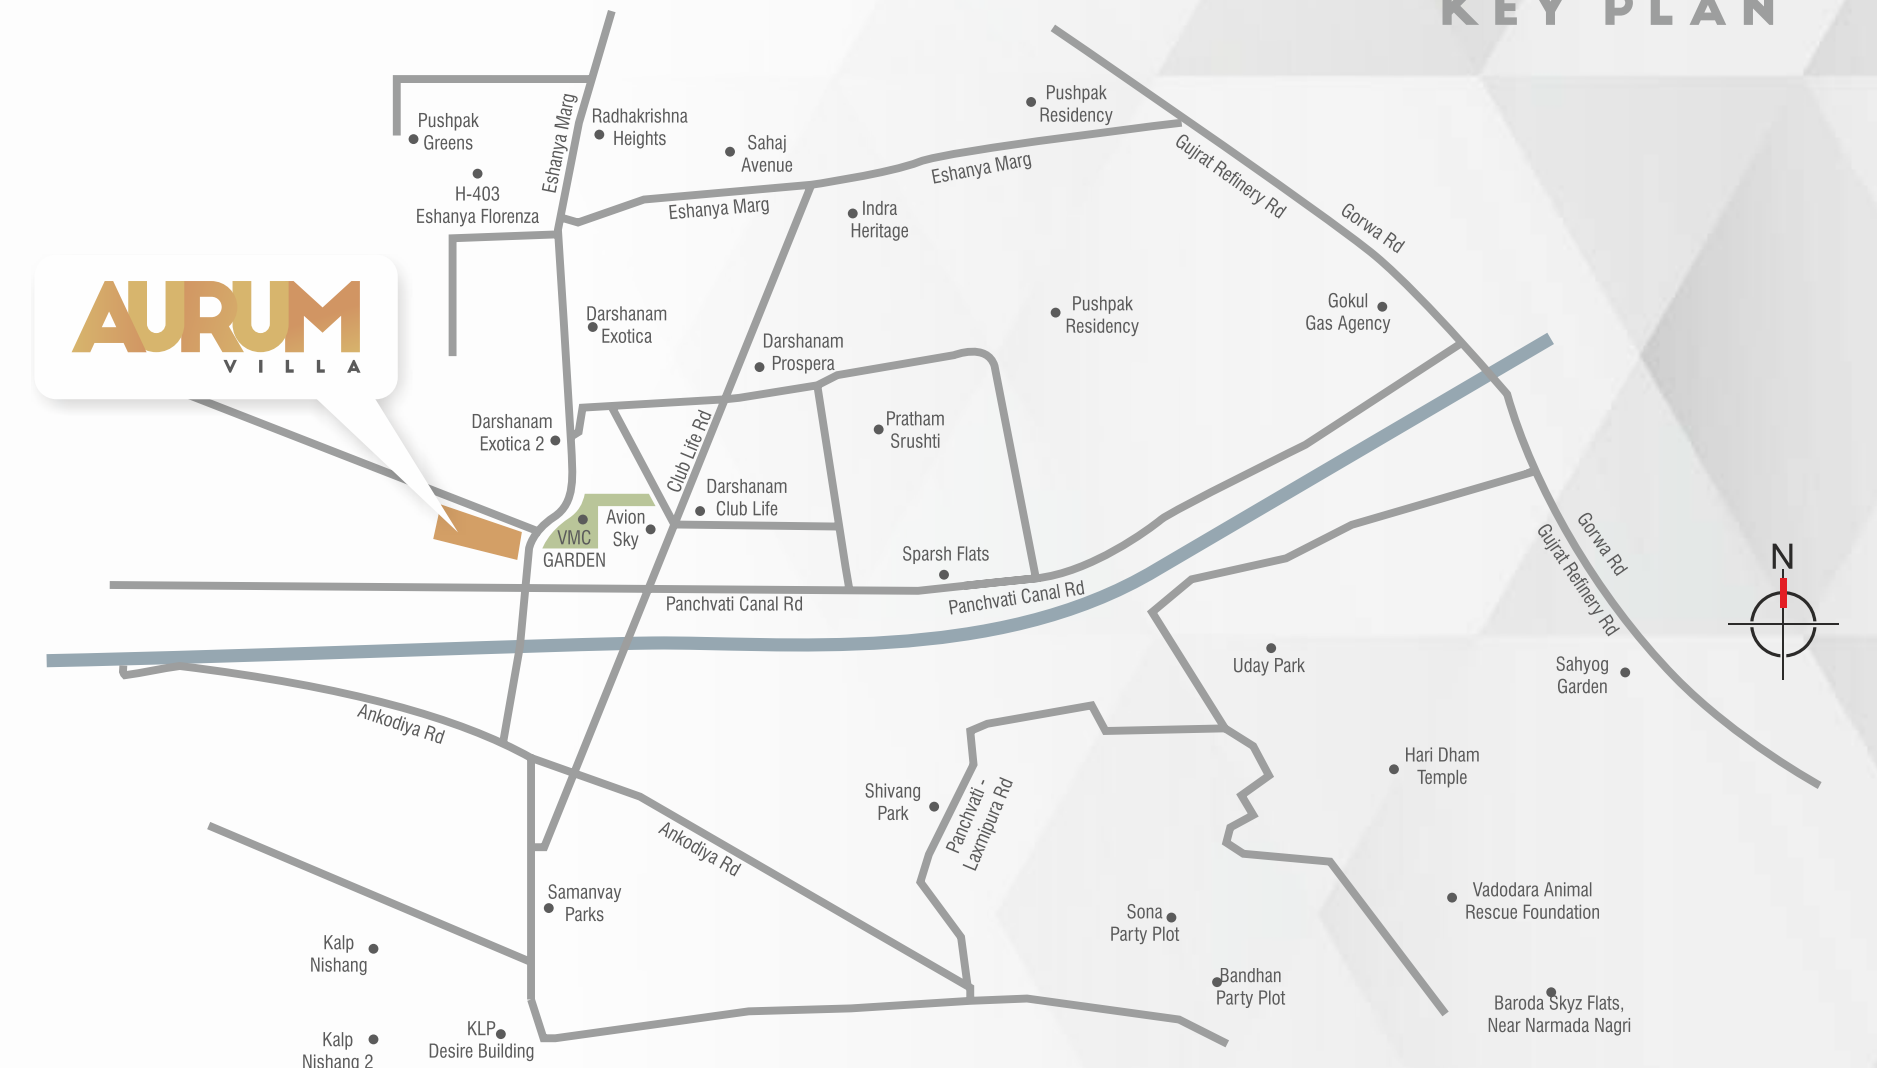 KEY PLAN
Pushpak
Residency
Pushpak
Greens
Eshanya Marg
Radhakrishna
Heights
Sahaj
Avenue
Eshanya Marg
Gujrat Refinery Rd
H-403
Eshanya Florenza
Eshanya Marg
Indra
Heritage
Gorwa Rd
AURUM
VILLA
Darshanam
Exotica
Darshanam
Prospera
Pushpak
Residency
Gokul
Gas Agency
Darshanam
Exotica 2
Club Life Rd
Pratham
Srushti
Darshanam
Club Life
VMC
GARDEN
Avion
Sky
Sparsh Flats
Panchvati Canal Rd
Panchvati Canal Rd
Gorwa Rd
Gujrat Refinery Rd
N
Uday Park
Sahyog
Garden
Ankodiya Rd
Hari Dham
Temple
Shivang
Park
Panchvati -
Laxmipura Rd
Ankodiya Rd
Samanvay
Parks
Sona
Party Plot
Vadodara Animal
Rescue Foundation
Kalp
Nishang
Bandhan
Party Plot
Baroda Skyz Flats,
Near Narmada Nagri
KLP
Desire Building
Kalp
Nishang 2